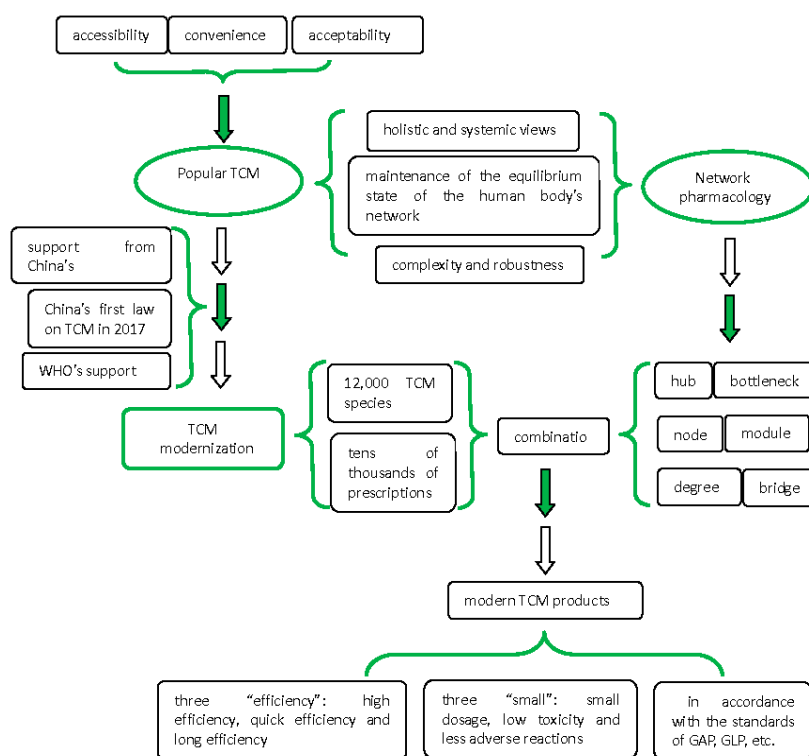 accessibility
convenience
acceptability
holistic and systemic views
Popular TCM
maintenance of the equilibrium
state of the human body's
network
Network
pharmacology
complexity and robustness
support from
China's
China's first law
on TCM in 2017
WHO's support
TCM
modernization
12,000 TCM
species
tens of
thousands of
prescriptions
combinatio
hub
bottleneck
node
module
degree
bridge
modern TCM products
three "efficiency": high
efficiency, quick efficiency and
long efficiency
three "small": small
dosage, low toxicity and
less adverse reactions
in accordance
with the standards
of GAP, GLP, etc.